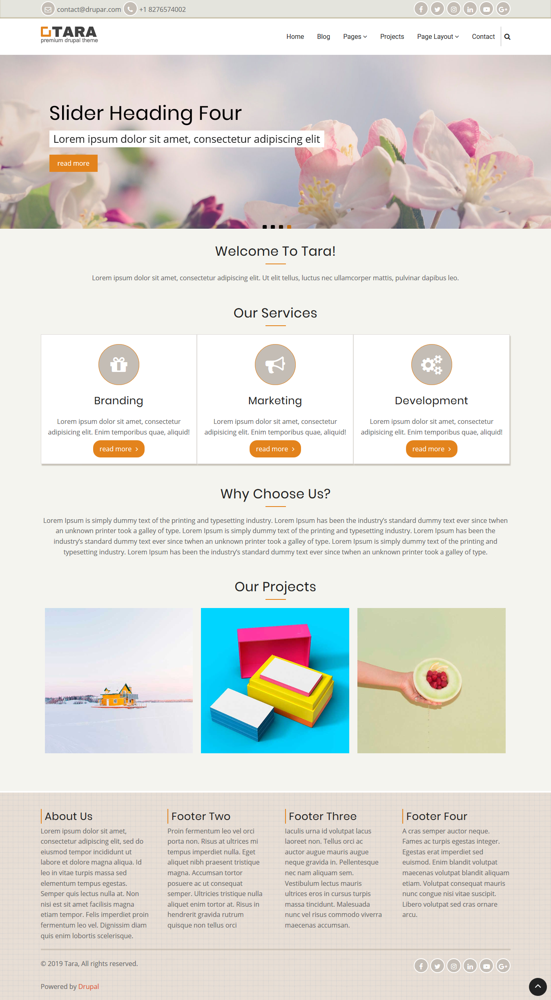 contact@drupar.com +1 8276574002
TARA
premium drupal theme
Home Blog Pages Projects Page Layout Contact
Slider Heading Four
Lorem ipsum dolor sit amet, consectetur adipiscing elit
read more
Welcome To Tara!
Lorem ipsum dolor sit amet, consectetur adipiscing elit. Ut elit tellus, luctus nec ullamcorper mattis, pulvinar dapibus leo.
Our Services
Branding
Lorem ipsum dolor sit amet, consectetur
adipisicing elit. Enim temporibus quae, aliquid!
read more
Marketing
Lorem ipsum dolor sit amet, consectetur
adipisicing elit. Enim temporibus quae, aliquid!
read more
Development
Lorem ipsum dolor sit amet, consectetur
adipisicing elit. Enim temporibus quae, aliquid!
read more
Why Choose Us?
Lorem Ipsum is simply dummy text of the printing and typesetting industry. Lorem Ipsum has been the industry’s standard dummy text ever since twhen
an unknown printer took a galley of type. Lorem Ipsum is simply dummy text of the printing and typesetting industry. Lorem Ipsum has been the
industry’s standard dummy text ever since twhen an unknown printer took a galley of type. Lorem Ipsum is simply dummy text of the printing and
typesetting industry. Lorem Ipsum has been the industry’s standard dummy text ever since twhen an unknown printer took a galley of type.
Our Projects
About Us
Lorem ipsum dolor sit amet,
consectetur adipiscing elit, sed do
eiusmod tempor incididunt ut
labore et dolore magna aliqua. Id
leo in vitae turpis massa sed
elementum tempus egestas.
Semper quis lectus nulla at. Non
nisi est sit amet facilisis magna
etiam tempor. Felis imperdiet proin
fermentum leo vel. Dignissim diam
quis enim lobortis scelerisque.
Footer Two
Proin fermentum leo vel orci
porta non. Risus at ultrices mi
tempus imperdiet nulla. Eget
aliquet nibh praesent tristique
magna. Accumsan tortor
posuere ac ut consequat
semper. Ultricies tristique nulla
aliquet enim tortor at. Risus in
hendrerit gravida rutrum
quisque non tellus orci
Footer Three
Iaculis urna id volutpat lacus
laoreet non. Tellus orci ac
auctor augue mauris augue
neque gravida in. Pellentesque
nec nam aliquam sem.
Vestibulum lectus mauris
ultrices eros in cursus turpis
massa tincidunt. Malesuada
nunc vel risus commodo viverra
maecenas accumsan.
Footer Four
A cras semper auctor neque.
Fames ac turpis egestas integer.
Egestas erat imperdiet sed
euismod. Enim blandit volutpat
maecenas volutpat blandit aliquam
etiam. Volutpat consequat mauris
nunc congue nisi vitae suscipit.
Libero volutpat sed cras ornare
arcu.
© 2019 Tara, All rights reserved.
Powered by Drupal